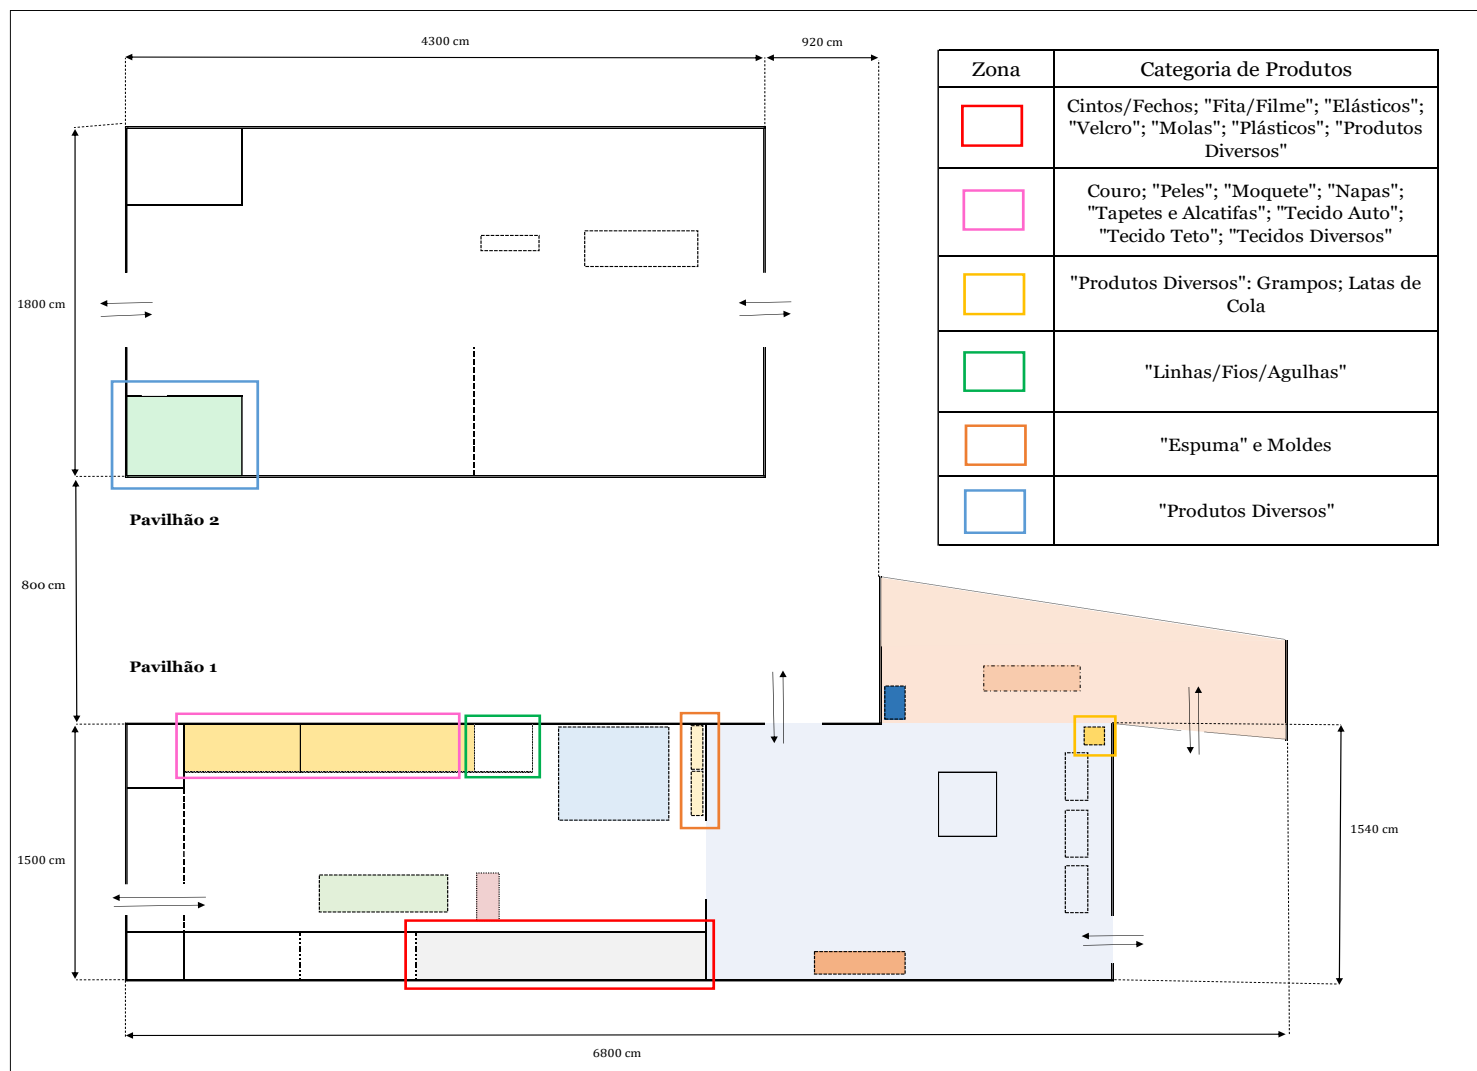 4300 cm
920 cm
Zona
Categoria de Produtos
Cintos/Fechos; "Fita/Filme"; "Elásticos";
"Velcro"; "Molas"; "Plásticos"; "Produtos
Diversos"
Couro; "Peles"; "Moquete"; "Napas";
"Tapetes e Alcatifas"; "Tecido Auto";
"Tecido Teto"; "Tecidos Diversos"
"Produtos Diversos": Grampos; Latas de
Cola
"Linhas/Fios/Agulhas"
"Espuma" e Moldes
"Produtos Diversos"
1800 cm
Pavilhão 2
800 cm
Pavilhão 1
1500 cm
1540 cm
6800 cm